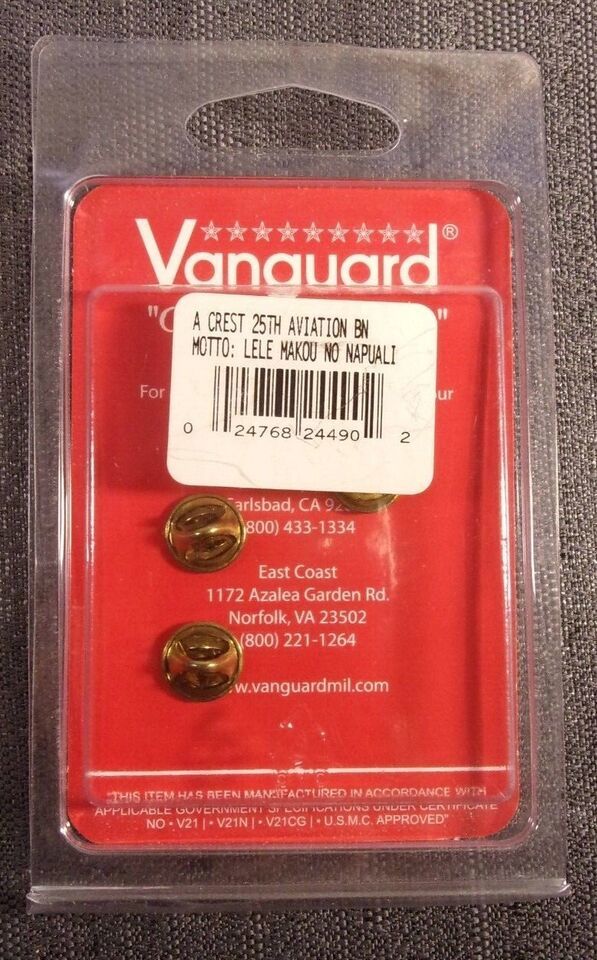 Vanguard®
"C "
A CREST 25TH AVIATION BN
MOTTO: LELE MAKOU NO NAPUALI
For
0 24768 24490 2
Carlsbad, CA
(800) 433-1334
East Coast
1172 Azalea Garden Rd.
Norfolk, VA 23502
(800) 221-1264
www.vanguardmil.com
"THIS ITEM HAS BEEN MANUFACTURED IN ACCORDANCE WITH
APPLICABLE GOVERNMENT SPECIFICATIONS UNDER CERTIFICATE
NO • V21 | • V21N | • V21CG | • U.S.M.C. APPROVED"